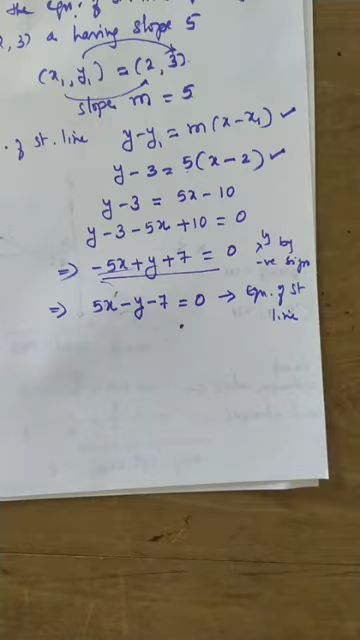 the Eqn. of
2, 3) & having slope 5
(x₁, y₁) = (2, 3).
slope m = 5
. of st. line y - y₁ = m(x - x₁) ✓
y - 3 = 5(x - 2) ✓
y - 3 = 5x - 10
y - 3 - 5x + 10 = 0
⇒ -5x + y + 7 = 0 xly by -ve sign
⇒ 5x - y - 7 = 0 → Eqn. of st line